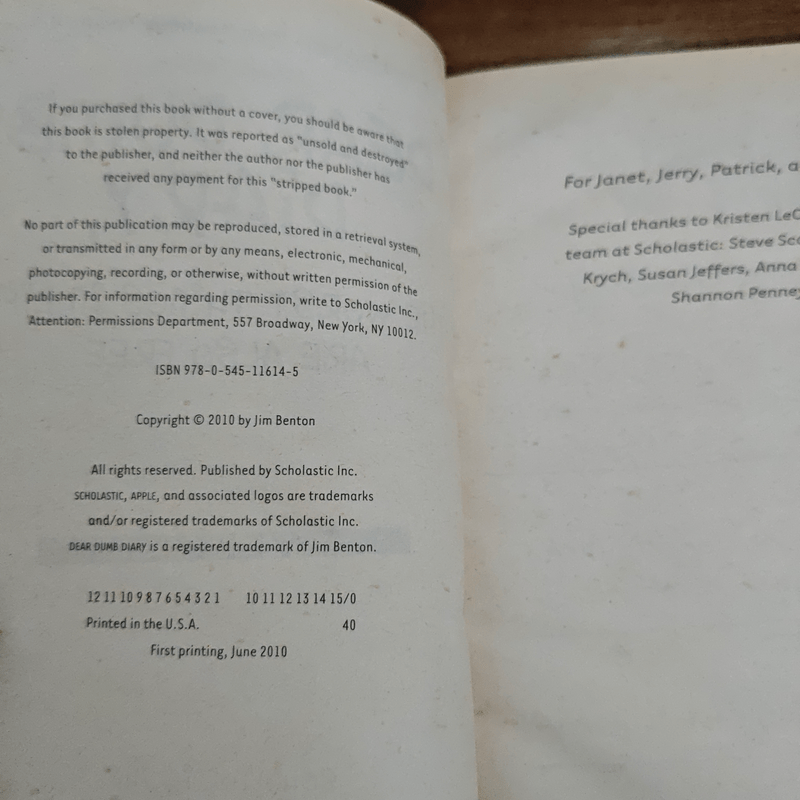 If you purchased this book without a cover, you should be aware that
this book is stolen property. It was reported as "unsold and destroyed"
to the publisher, and neither the author nor the publisher has
received any payment for this "stripped book."
No part of this publication may be reproduced, stored in a retrieval system,
or transmitted in any form or by any means, electronic, mechanical,
photocopying, recording, or otherwise, without written permission of the
publisher. For information regarding permission, write to Scholastic Inc.,
Attention: Permissions Department, 557 Broadway, New York, NY 10012.
ISBN 978-0-545-11614-5
Copyright © 2010 by Jim Benton
All rights reserved. Published by Scholastic Inc.
SCHOLASTIC, APPLE, and associated logos are trademarks
and/or registered trademarks of Scholastic Inc.
DEAR DUMB DIARY is a registered trademark of Jim Benton.
12 11 10 9 8 7 6 5 4 3 2 1 10 11 12 13 14 15/0
Printed in the U.S.A. 40
First printing, June 2010
For Janet, Jerry, Patrick,
Special thanks to Kristen
team at Scholastic: Steve
Krych, Susan Jeffers, Anna
Shannon Penney